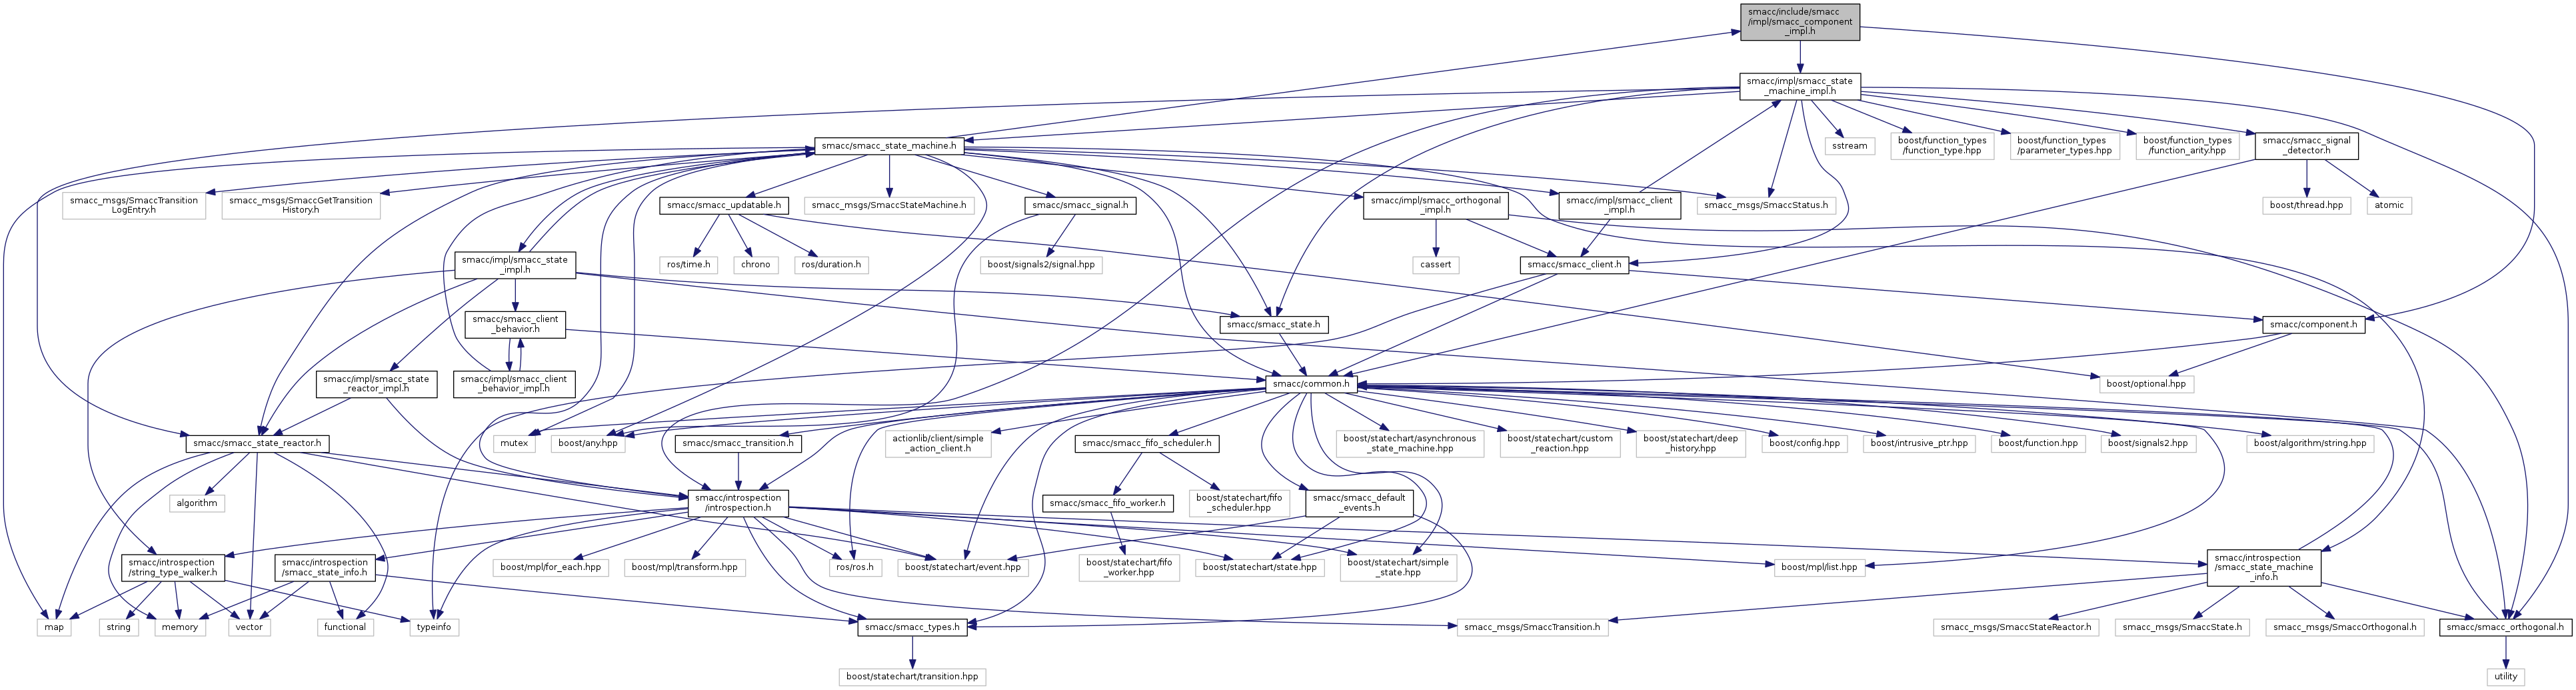 smacc/include/smacc
/impl/smacc_component
_impl.h
smacc/impl/smacc_state
_machine_impl.h
smacc/smacc_state_machine.h
sstream
boost/function_types
/function_type.hpp
boost/function_types
/parameter_types.hpp
boost/function_types
/function_arity.hpp
smacc/smacc_signal
_detector.h
smacc_msgs/SmaccTransition
LogEntry.h
smacc_msgs/SmaccGetTransition
History.h
smacc/smacc_updatable.h
smacc_msgs/SmaccStateMachine.h
smacc/smacc_signal.h
smacc/impl/smacc_orthogonal
_impl.h
smacc/impl/smacc_client
_impl.h
smacc_msgs/SmaccStatus.h
boost/thread.hpp
atomic
smacc/impl/smacc_state
_impl.h
ros/time.h
chrono
ros/duration.h
boost/signals2/signal.hpp
cassert
smacc/smacc_client.h
smacc/smacc_client
_behavior.h
smacc/smacc_state.h
smacc/component.h
smacc/impl/smacc_state
_reactor_impl.h
smacc/impl/smacc_client
_behavior_impl.h
smacc/common.h
boost/optional.hpp
smacc/smacc_state_reactor.h
mutex
boost/any.hpp
smacc/smacc_transition.h
actionlib/client/simple
_action_client.h
smacc/smacc_fifo_scheduler.h
boost/statechart/asynchronous
_state_machine.hpp
boost/statechart/custom
_reaction.hpp
boost/statechart/deep
_history.hpp
boost/config.hpp
boost/intrusive_ptr.hpp
boost/function.hpp
boost/signals2.hpp
boost/algorithm/string.hpp
algorithm
smacc/introspection
/introspection.h
smacc/smacc_fifo_worker.h
boost/statechart/fifo
_scheduler.hpp
smacc/smacc_default
_events.h
smacc/introspection
/string_type_walker.h
smacc/introspection
/smacc_state_info.h
boost/mpl/for_each.hpp
boost/mpl/transform.hpp
ros/ros.h
boost/statechart/event.hpp
boost/statechart/fifo
_worker.hpp
boost/statechart/state.hpp
boost/statechart/simple
_state.hpp
boost/mpl/list.hpp
smacc/introspection
/smacc_state_machine
_info.h
map
string
memory
vector
functional
typeinfo
smacc/smacc_types.h
smacc_msgs/SmaccTransition.h
smacc_msgs/SmaccStateReactor.h
smacc_msgs/SmaccState.h
smacc_msgs/SmaccOrthogonal.h
smacc/smacc_orthogonal.h
boost/statechart/transition.hpp
utility